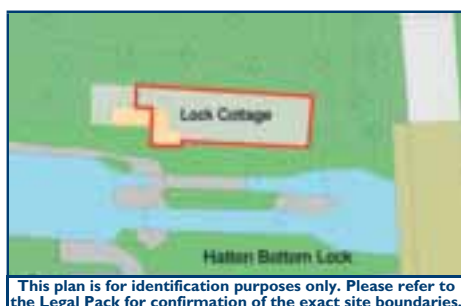 Lock Cottage
Hatton Bottom Lock
This plan is for identification purposes only. Please refer to
the Legal Pack for confirmation of the exact site boundaries.